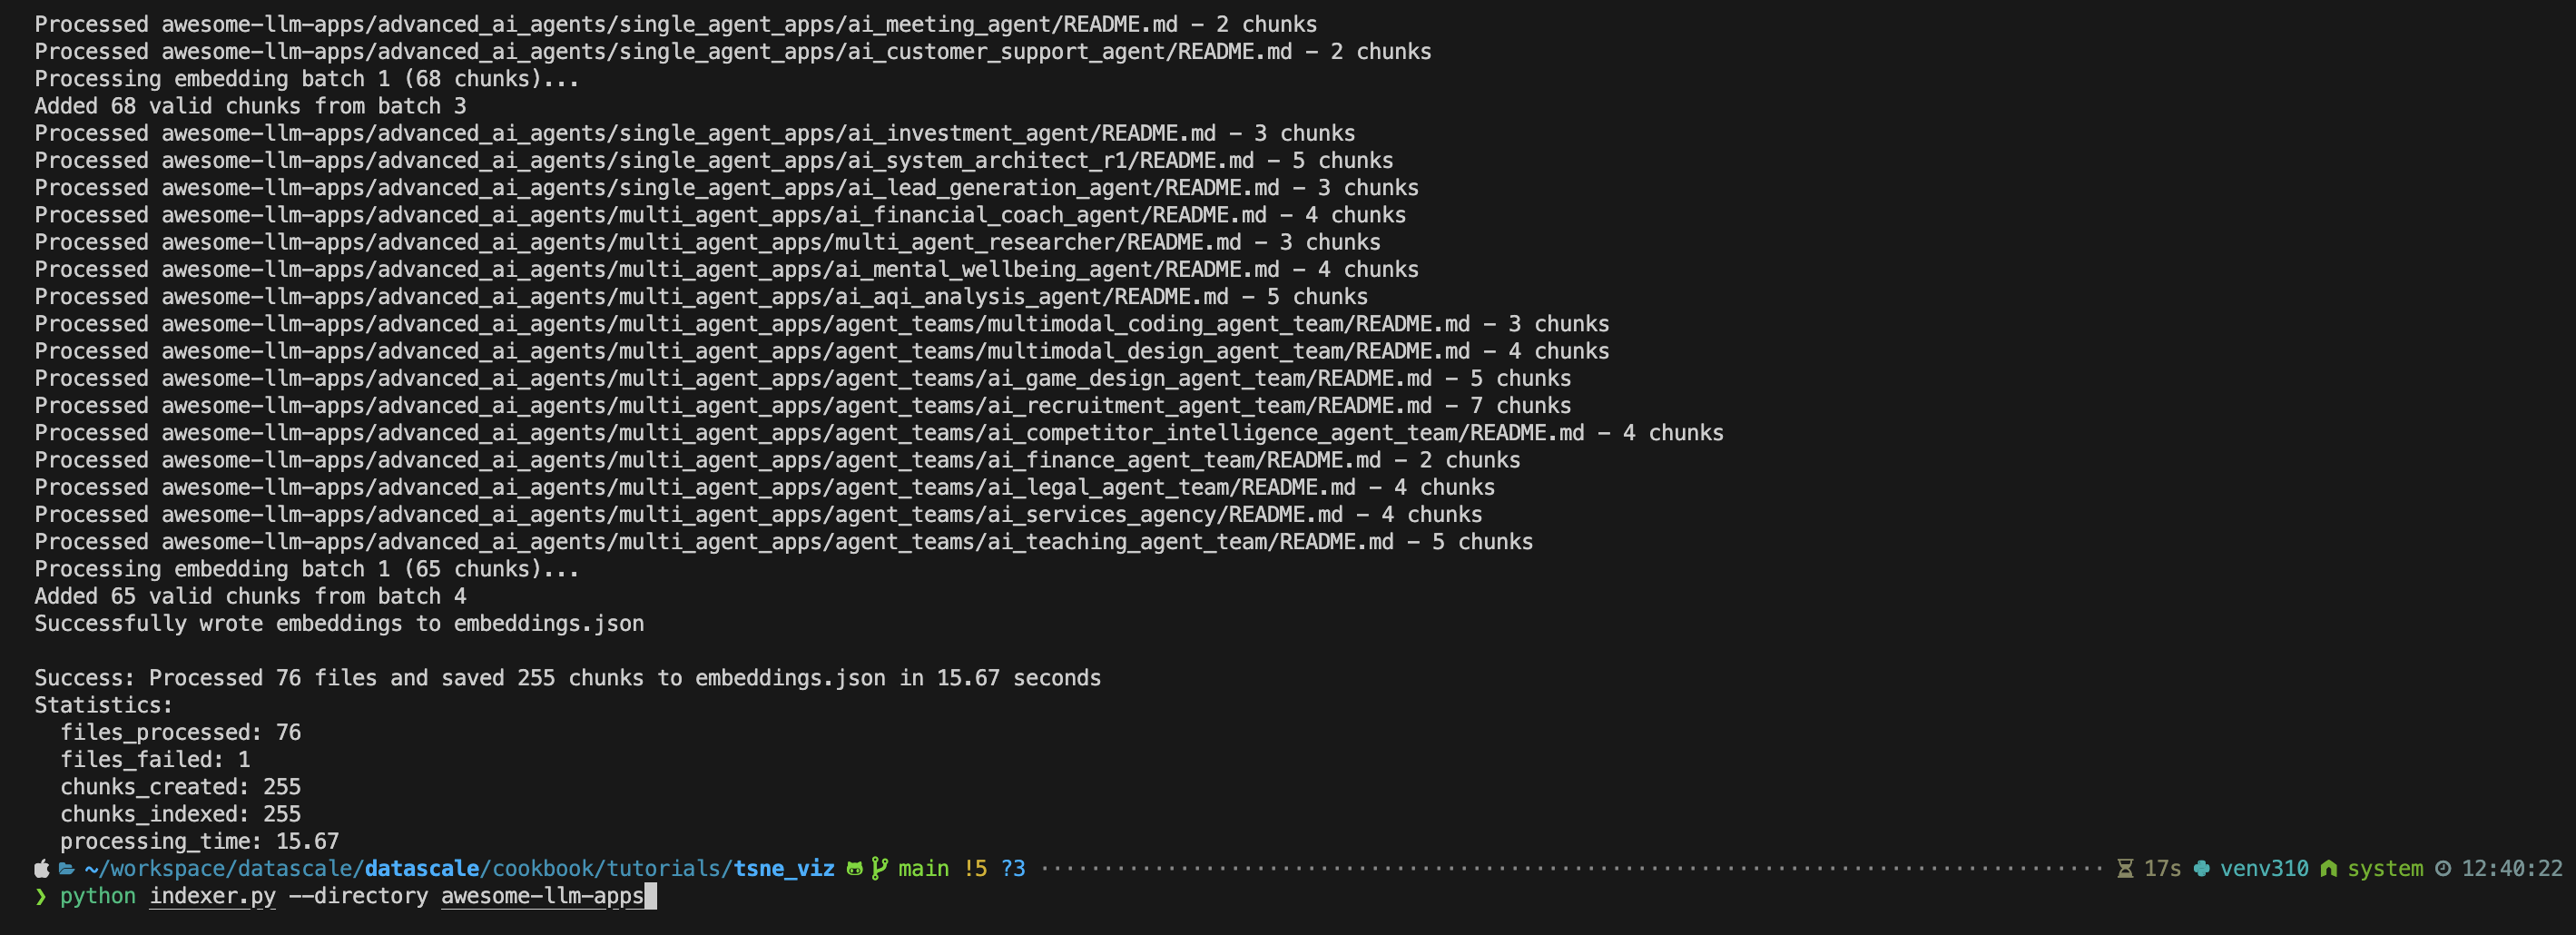 Processed awesome-llm-apps/advanced_ai_agents/single_agent_apps/ai_meeting_agent/README.md - 2 chunks
Processed awesome-llm-apps/advanced_ai_agents/single_agent_apps/ai_customer_support_agent/README.md - 2 chunks
Processing embedding batch 1 (68 chunks)...
Added 68 valid chunks from batch 3
Processed awesome-llm-apps/advanced_ai_agents/single_agent_apps/ai_investment_agent/README.md - 3 chunks
Processed awesome-llm-apps/advanced_ai_agents/single_agent_apps/ai_system_architect_r1/README.md - 5 chunks
Processed awesome-llm-apps/advanced_ai_agents/single_agent_apps/ai_lead_generation_agent/README.md - 3 chunks
Processed awesome-llm-apps/advanced_ai_agents/multi_agent_apps/ai_financial_coach_agent/README.md - 4 chunks
Processed awesome-llm-apps/advanced_ai_agents/multi_agent_apps/multi_agent_researcher/README.md - 3 chunks
Processed awesome-llm-apps/advanced_ai_agents/multi_agent_apps/ai_mental_wellbeing_agent/README.md - 4 chunks
Processed awesome-llm-apps/advanced_ai_agents/multi_agent_apps/ai_aqi_analysis_agent/README.md - 5 chunks
Processed awesome-llm-apps/advanced_ai_agents/multi_agent_apps/agent_teams/multimodal_coding_agent_team/README.md - 3 chunks
Processed awesome-llm-apps/advanced_ai_agents/multi_agent_apps/agent_teams/multimodal_design_agent_team/README.md - 4 chunks
Processed awesome-llm-apps/advanced_ai_agents/multi_agent_apps/agent_teams/ai_game_design_agent_team/README.md - 5 chunks
Processed awesome-llm-apps/advanced_ai_agents/multi_agent_apps/agent_teams/ai_recruitment_agent_team/README.md - 7 chunks
Processed awesome-llm-apps/advanced_ai_agents/multi_agent_apps/agent_teams/ai_competitor_intelligence_agent_team/README.md - 4 chunks
Processed awesome-llm-apps/advanced_ai_agents/multi_agent_apps/agent_teams/ai_finance_agent_team/README.md - 2 chunks
Processed awesome-llm-apps/advanced_ai_agents/multi_agent_apps/agent_teams/ai_legal_agent_team/README.md - 4 chunks
Processed awesome-llm-apps/advanced_ai_agents/multi_agent_apps/agent_teams/ai_services_agency/README.md - 4 chunks
Processed awesome-llm-apps/advanced_ai_agents/multi_agent_apps/agent_teams/ai_teaching_agent_team/README.md - 5 chunks
Processing embedding batch 1 (65 chunks)...
Added 65 valid chunks from batch 4
Successfully wrote embeddings to embeddings.json
Success: Processed 76 files and saved 255 chunks to embeddings.json in 15.67 seconds
Statistics:
  files_processed: 76
  files_failed: 1
  chunks_created: 255
  chunks_indexed: 255
  processing_time: 15.67
~/workspace/datascale/datascale/cookbook/tutorials/tsne_viz main !5 ?3 17s venv310 system 12:40:22
❯ python indexer.py --directory awesome-llm-apps